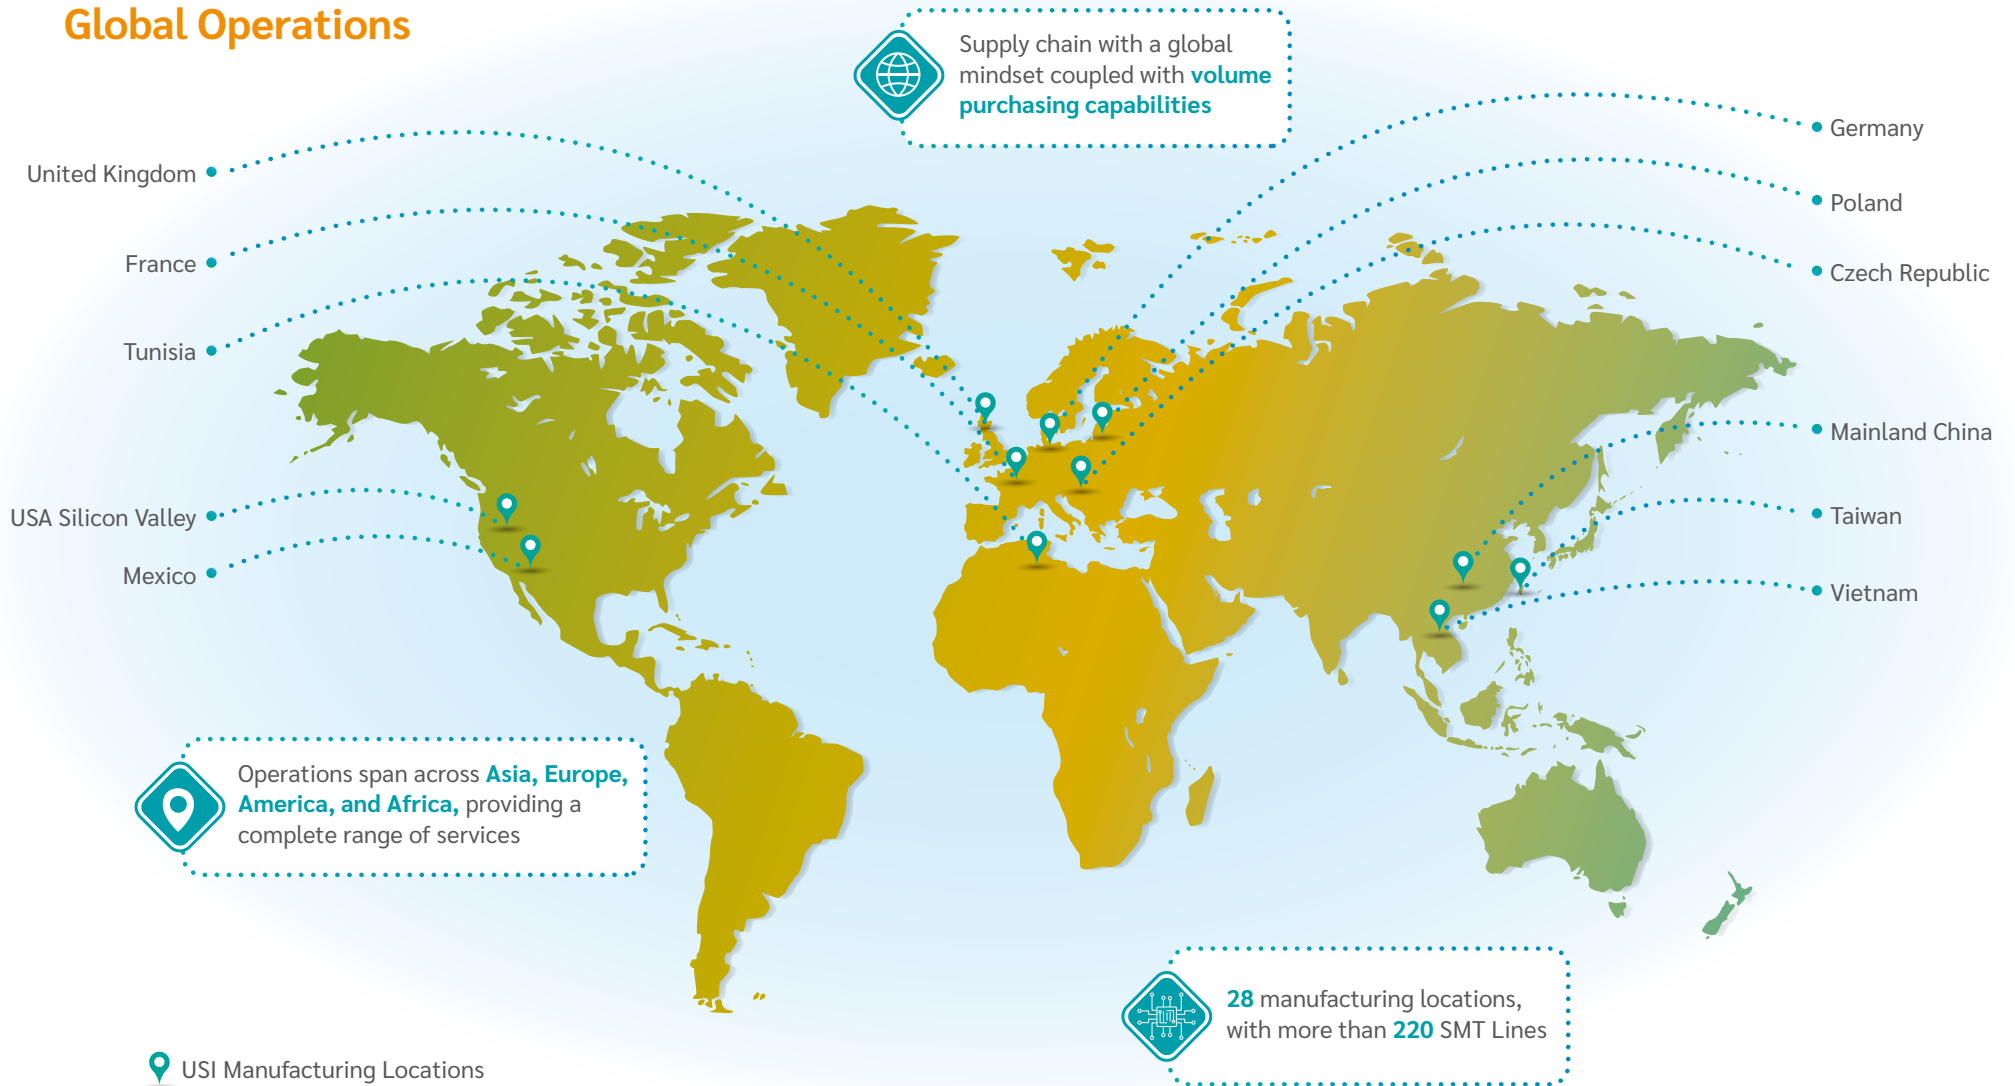 Global Operations
Supply chain with a global
mindset coupled with volume
purchasing capabilities
United Kingdom
France
Tunisia
USA Silicon Valley
Mexico
Germany
Poland
Czech Republic
Mainland China
Taiwan
Vietnam
Operations span across Asia, Europe,
America, and Africa, providing a
complete range of services
28 manufacturing locations,
with more than 220 SMT Lines
USI Manufacturing Locations